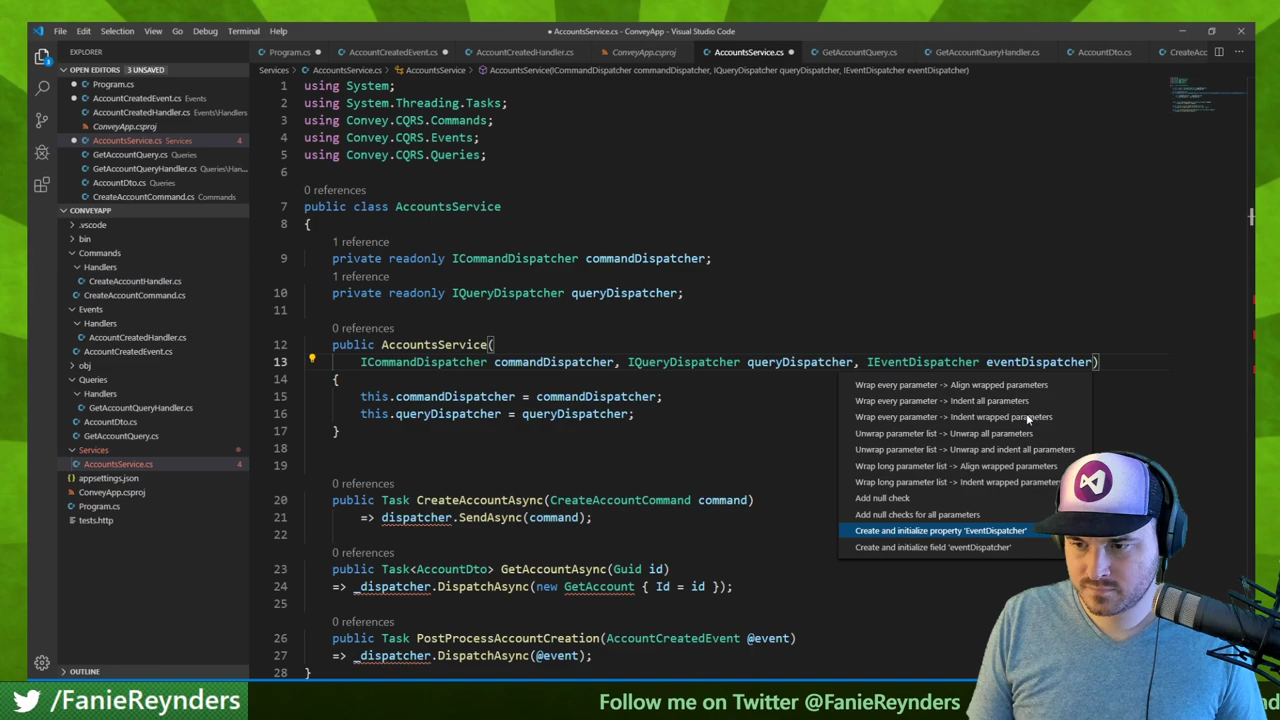 File Edit Selection View Go Debug Terminal Help
● AccountsService.cs - ConveyApp - Visual Studio Code
EXPLORER
Program.cs
AccountCreatedEvent.cs
AccountCreatedHandler.cs
ConveyApp.csproj
AccountsService.cs
GetAccountQuery.cs
GetAccountQueryHandler.cs
AccountDto.cs
CreateAcc
OPEN EDITORS 3 UNSAVED
Program.cs
AccountCreatedEvent.cs Events
AccountCreatedHandler.cs Events\Handlers
ConveyApp.csproj
AccountsService.cs Services 4
GetAccountQuery.cs Queries
GetAccountQueryHandler.cs Queries\Han...
AccountDto.cs Queries
CreateAccountCommand.cs Commands
CONVEYAPP
.vscode
bin
Commands
Handlers
CreateAccountHandler.cs
CreateAccountCommand.cs
Events
Handlers
AccountCreatedHandler.cs
AccountCreatedEvent.cs
obj
Queries
Handlers
GetAccountQueryHandler.cs
AccountDto.cs
GetAccountQuery.cs
Services
AccountsService.cs 4
appsettings.json
ConveyApp.csproj
Program.cs
tests.http
OUTLINE
Services > AccountsService.cs > AccountsService > AccountsService(ICommandDispatcher commandDispatcher, IQueryDispatcher queryDispatcher, IEventDispatcher eventDispatcher)
1 using System;
2 using System.Threading.Tasks;
3 using Convey.CQRS.Commands;
4 using Convey.CQRS.Events;
5 using Convey.CQRS.Queries;
6
0 references
7 public class AccountsService
8 {
1 reference
9 private readonly ICommandDispatcher commandDispatcher;
1 reference
10 private readonly IQueryDispatcher queryDispatcher;
11
0 references
12 public AccountsService(
13 ICommandDispatcher commandDispatcher, IQueryDispatcher queryDispatcher, IEventDispatcher eventDispatcher)
14 {
15 this.commandDispatcher = commandDispatcher;
16 this.queryDispatcher = queryDispatcher;
17 }
18
19
0 references
20 public Task CreateAccountAsync(CreateAccountCommand command)
21 => dispatcher.SendAsync(command);
22
0 references
23 public Task<AccountDto> GetAccountAsync(Guid id)
24 => _dispatcher.DispatchAsync(new GetAccount { Id = id });
25
0 references
26 public Task PostProcessAccountCreation(AccountCreatedEvent @event)
27 => _dispatcher.DispatchAsync(@event);
28 }
Wrap every parameter -> Align wrapped parameters
Wrap every parameter -> Indent all parameters
Wrap every parameter -> Indent wrapped parameters
Unwrap parameter list -> Unwrap all parameters
Unwrap parameter list -> Unwrap and indent all parameters
Wrap long parameter list -> Align wrapped parameters
Wrap long parameter list -> Indent wrapped parameters
Add null check
Add null checks for all parameters
Create and initialize property 'EventDispatcher'
Create and initialize field 'eventDispatcher'
/FanieReynders
Follow me on Twitter @FanieReynders